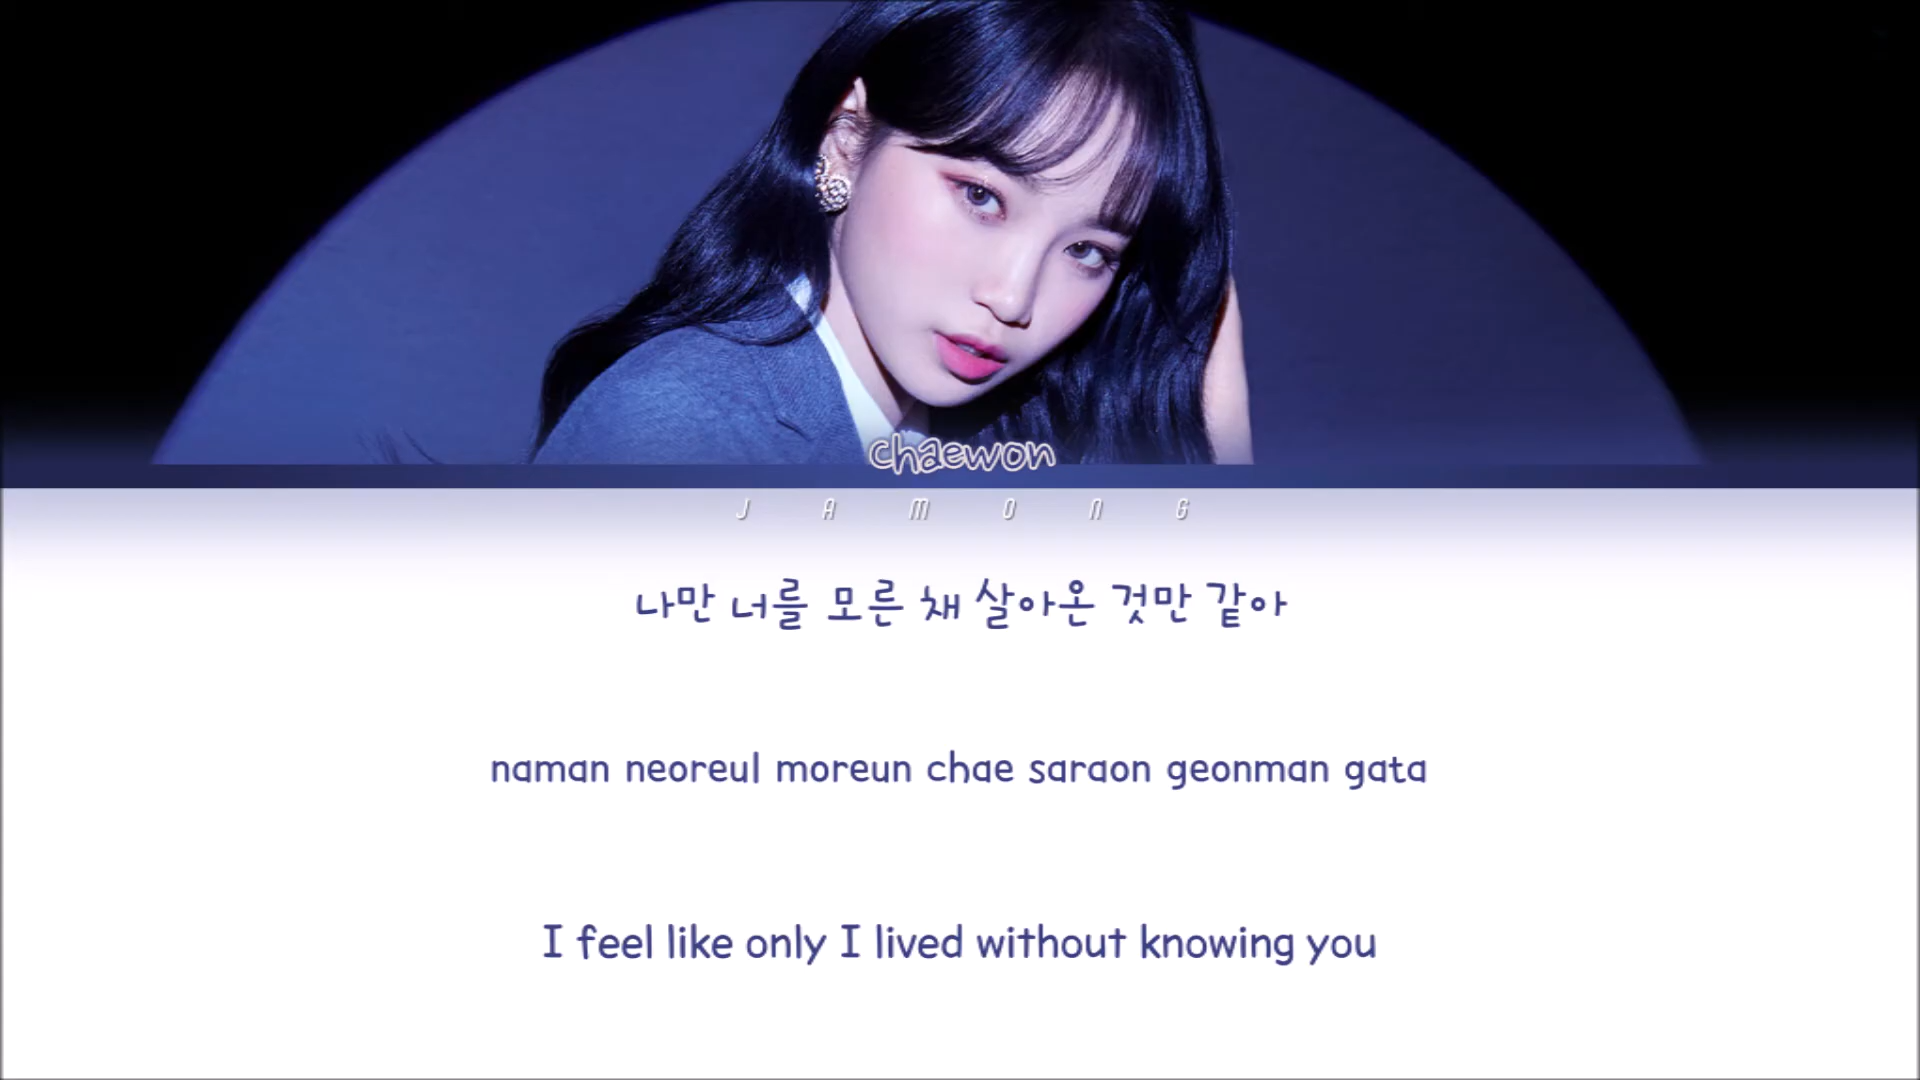 chaewon
JAMONG
나만 너를 모른 채 살아온 것만 같아
naman neoreul moreun chae saraon geonman gata
I feel like only I lived without knowing you